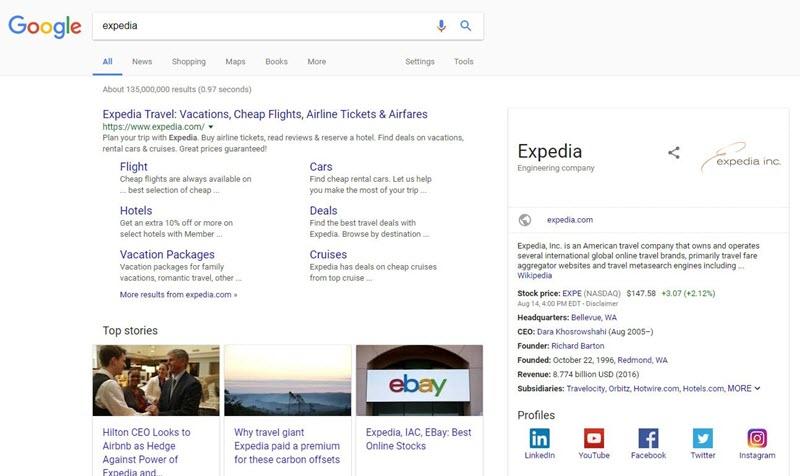 Google
expedia
All News Shopping Maps Books More Settings Tools
About 135,000,000 results (0.97 seconds)
Expedia Travel: Vacations, Cheap Flights, Airline Tickets & Airfares
https://www.expedia.com/
Plan your trip with Expedia. Buy airline tickets, read reviews & reserve a hotel. Find deals on vacations,
rental cars & cruises. Great prices guaranteed!
Flight
Cheap flights are always available on
... best selection of cheap ...
Cars
Find cheap rental cars. Let us help
you make the most of your trip ...
Hotels
Get an extra 10% off or more on
select hotels with Member ...
Deals
Find the best travel deals with
Expedia. Browse by destination ...
Vacation Packages
Vacation packages for family
vacations, romantic travel, other ...
Cruises
Expedia has deals on cheap cruises
from top cruise ...
More results from expedia.com »
Top stories
Hilton CEO Looks to
Airbnb as Hedge
Against Power of
Expedia and...
Why travel giant
Expedia paid a premium
for these carbon offsets
ebay
Expedia, IAC, EBay: Best
Online Stocks
Expedia
Engineering company
expedia inc.
expedia.com
Expedia, Inc. is an American travel company that owns and operates
several international global online travel brands, primarily travel fare
aggregator websites and travel metasearch engines including ...
Wikipedia
Stock price: EXPE (NASDAQ) $147.58 +3.07 (+2.12%)
Aug 14, 4:00 PM EDT - Disclaimer
Headquarters: Bellevue, WA
CEO: Dara Khosrowshahi (Aug 2005–)
Founder: Richard Barton
Founded: October 22, 1996, Redmond, WA
Revenue: 8.774 billion USD (2016)
Subsidiaries: Travelocity, Orbitz, Hotwire.com, Hotels.com, MORE
Profiles
LinkedIn YouTube Facebook Twitter Instagram